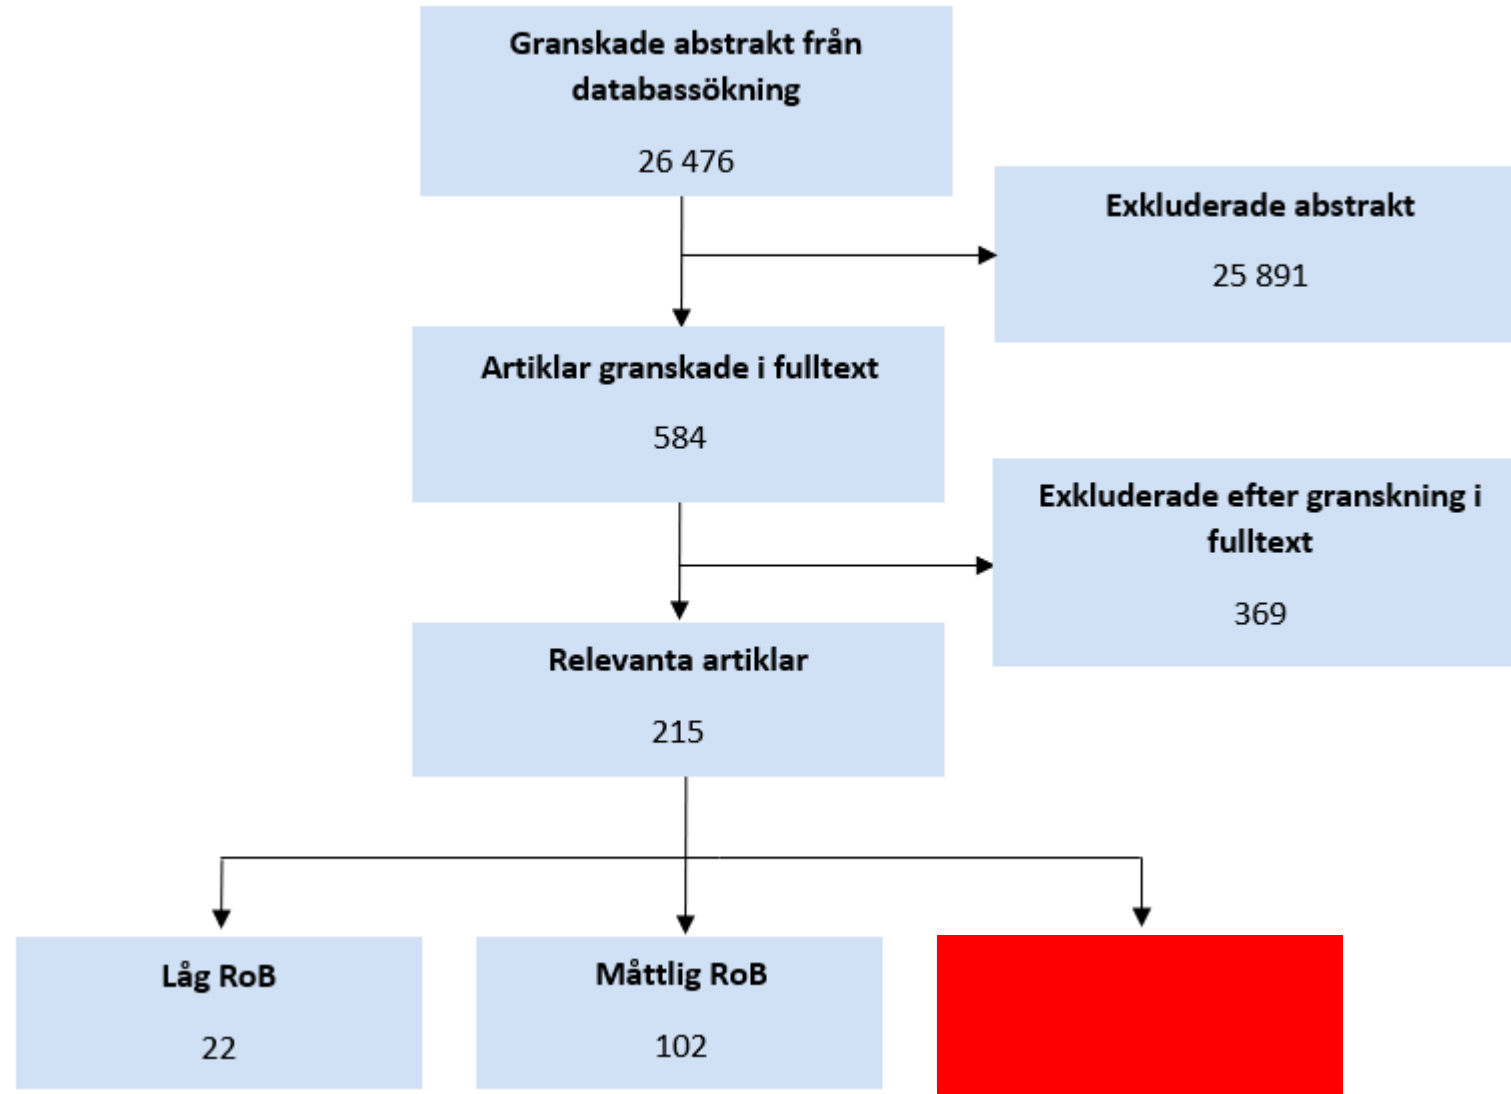 Granskade abstrakt från
databassökning
26 476
Exkluderade abstrakt
25 891
Artiklar granskade i fulltext
584
Exkluderade efter granskning i
fulltext
369
Relevanta artiklar
215
Låg RoB
22
Måttlig RoB
102